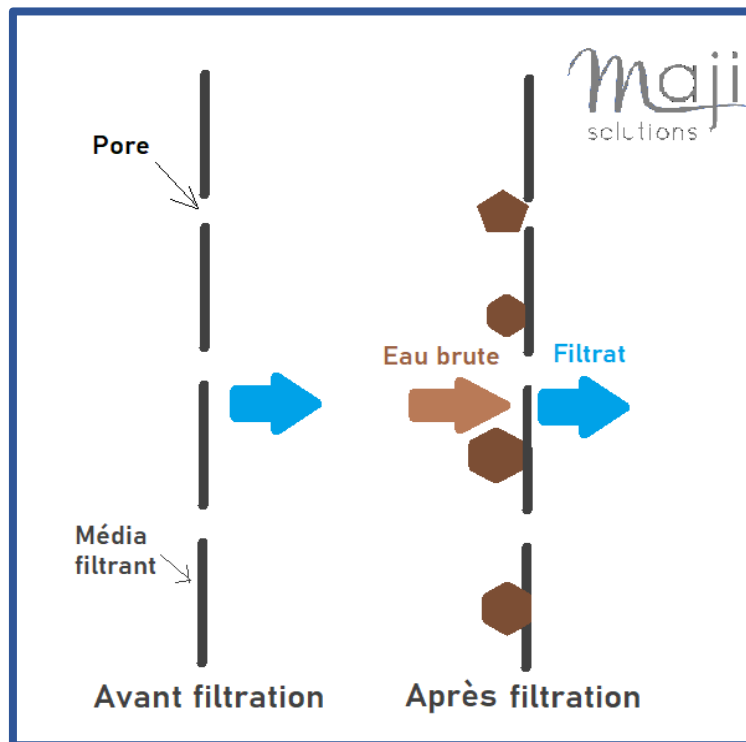 Maji
solutions
Pore
Eau brute
Filtrat
Média
filtrant
Avant filtration
Après filtration